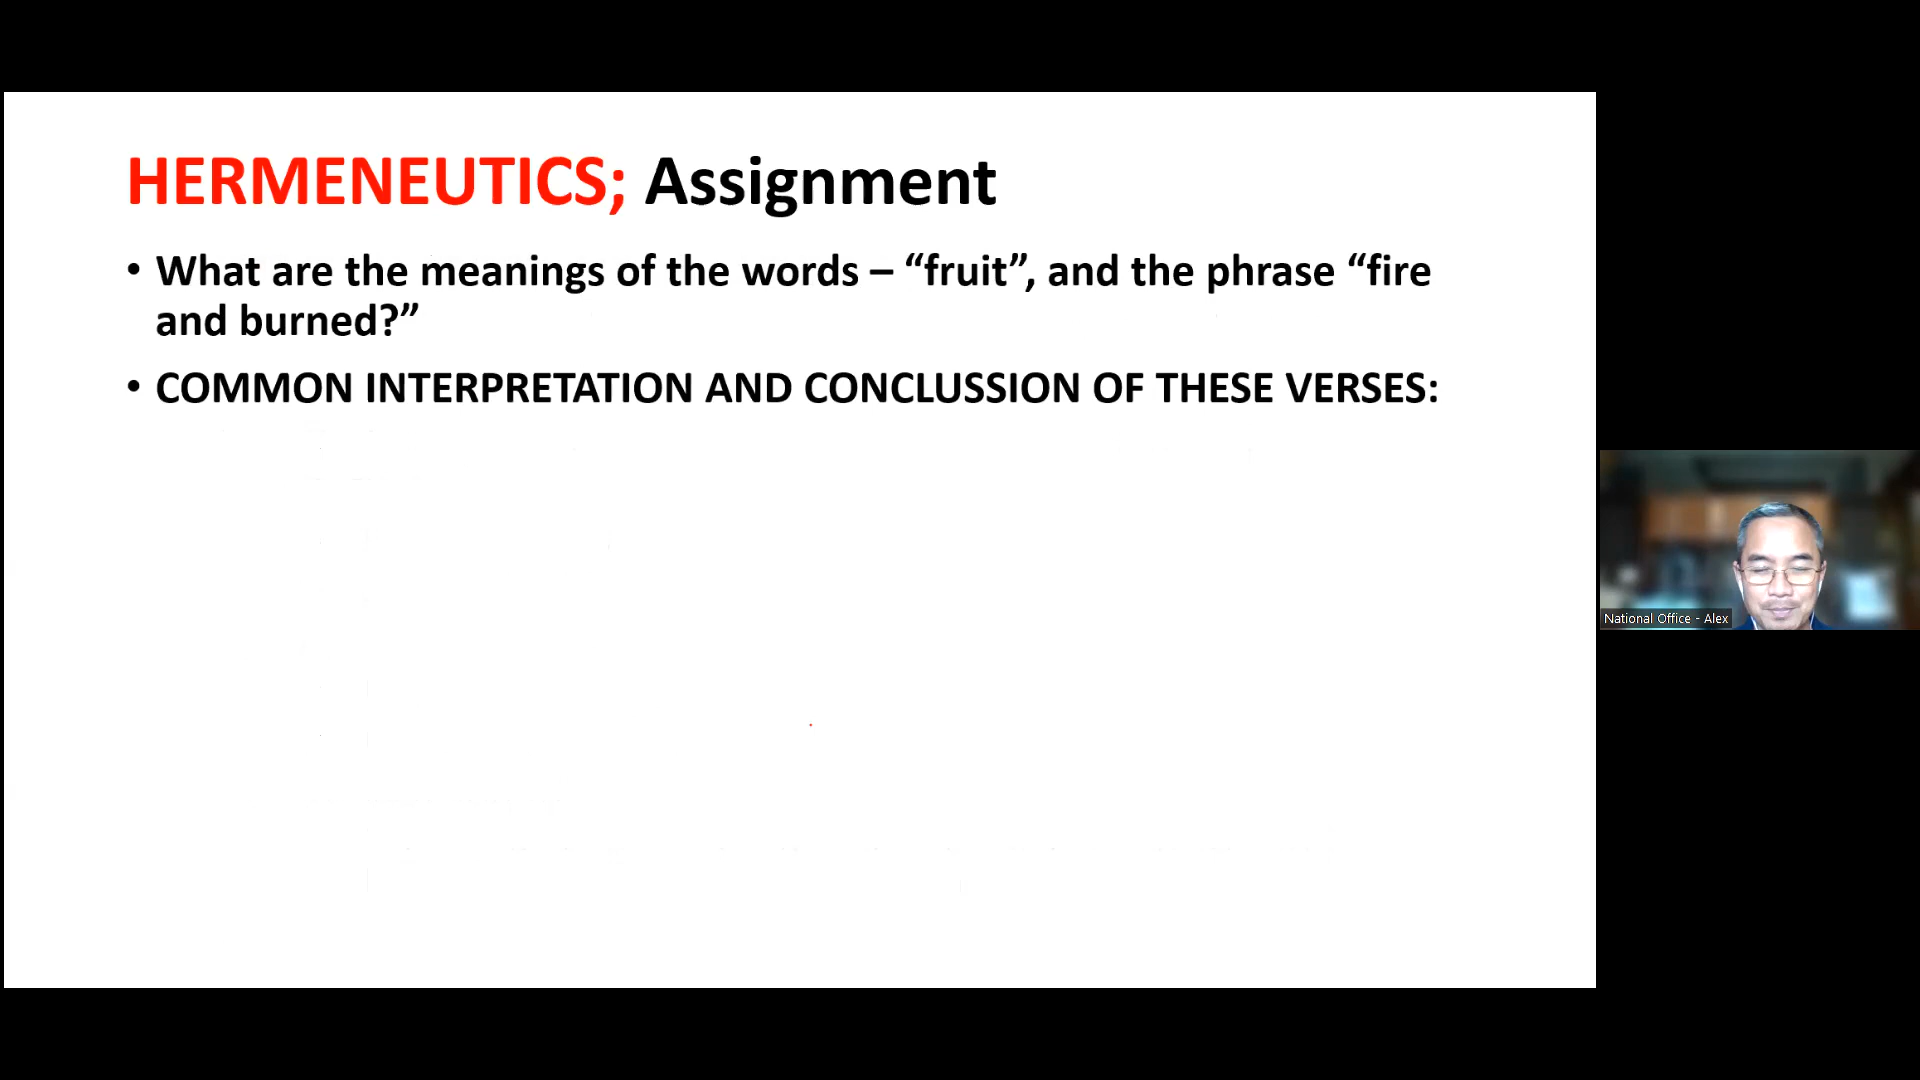 HERMENEUTICS; Assignment
• What are the meanings of the words – “fruit”, and the phrase “fire
and burned?”
• COMMON INTERPRETATION AND CONCLUSSION OF THESE VERSES:
National Office - Alex